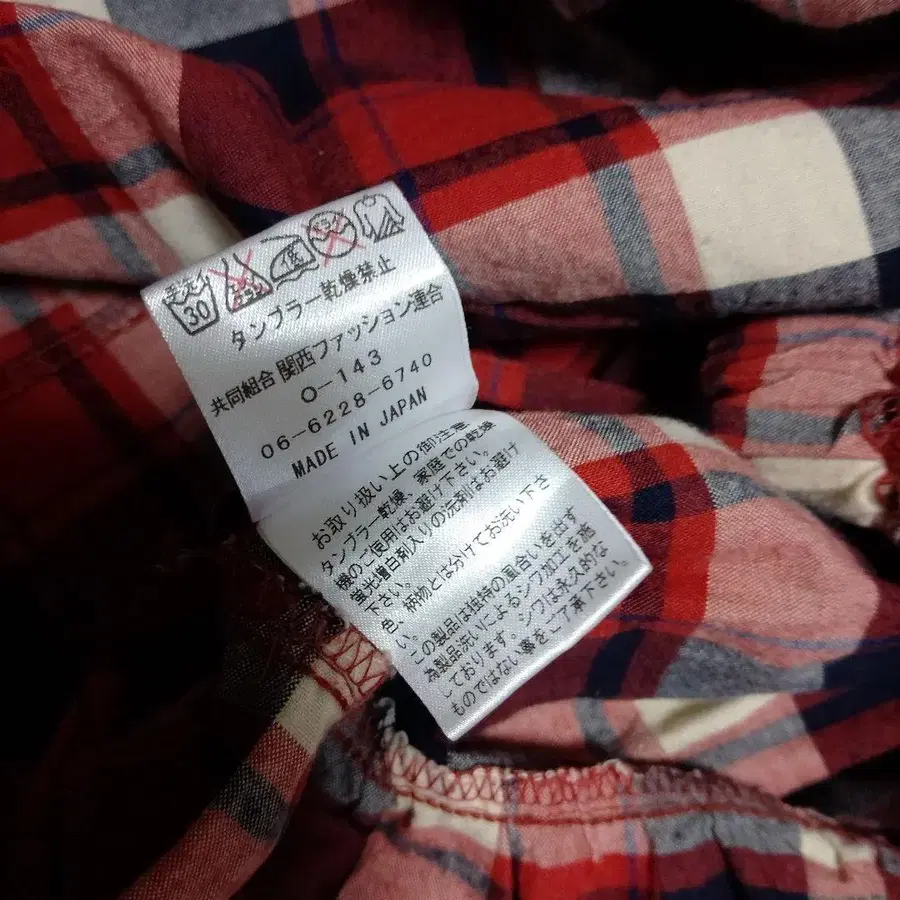 30
タンブラー乾燥禁止
共同組合 関西ファッション連合
O-143
06-6228-6740
MADE IN JAPAN
お取り扱い上の御注意
タンブラー乾燥、家庭での乾燥
機のご使用はお避け下さい。
蛍光増白剤入りの洗剤はお避け
下さい。
色、柄物とは分けてお洗い下さ
い。
この製品は独特の風合いを出す
為製品洗いによるシワ加工を施
しております。シワは永久的な
ものではない事をご了承下さい。